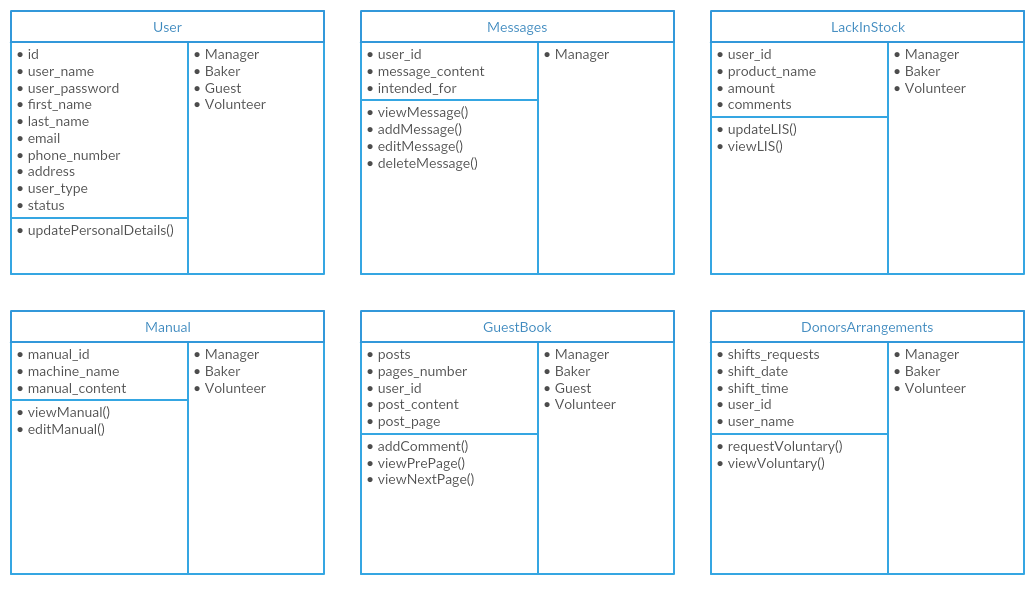 User
• id
• user_name
• user_password
• first_name
• last_name
• email
• phone_number
• address
• user_type
• status
• updatePersonalDetails()
• Manager
• Baker
• Guest
• Volunteer
Messages
• user_id
• message_content
• intended_for
• viewMessage()
• addMessage()
• editMessage()
• deleteMessage()
• Manager
LackInStock
• user_id
• product_name
• amount
• comments
• updateLIS()
• viewLIS()
• Manager
• Baker
• Volunteer
Manual
• manual_id
• machine_name
• manual_content
• viewManual()
• editManual()
• Manager
• Baker
• Volunteer
GuestBook
• posts
• pages_number
• user_id
• post_content
• post_page
• addComment()
• viewPrePage()
• viewNextPage()
• Manager
• Baker
• Guest
• Volunteer
DonorsArrangements
• shifts_requests
• shift_date
• shift_time
• user_id
• user_name
• requestVoluntary()
• viewVoluntary()
• Manager
• Baker
• Volunteer